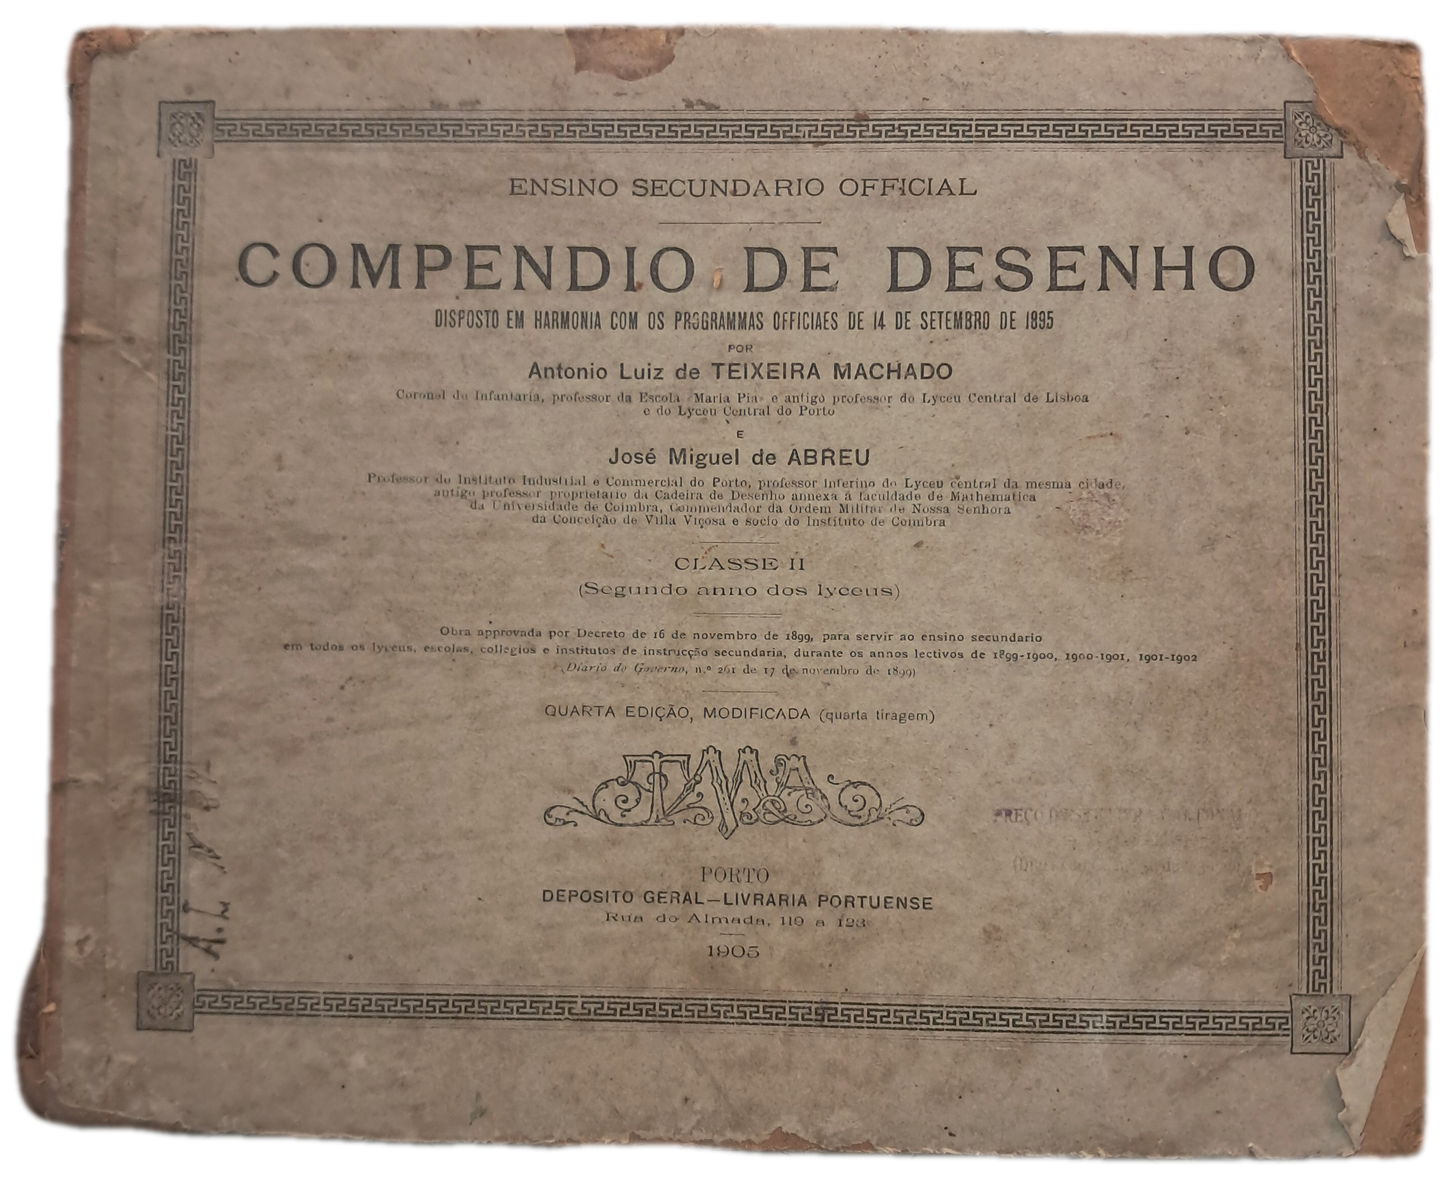 ENSINO SECUNDARIO OFFICIAL
COMPENDIO DE DESENHO
DISPOSTO EM HARMONIA COM OS PROGRAMMAS OFFICIAES DE 14 DE SETEMBRO DE 1895
POR
Antonio Luiz de TEIXEIRA MACHADO
Coronel de Infantaria, professor da Escola «Maria Pia» e antigo professor do Lyceu Central de Lisboa
e do Lyceu Central do Porto
E
José Miguel de ABREU
Professor do Instituto Industrial e Commercial do Porto, professor interino do Lyceu central da mesma cidade,
antigo professor proprietario da Cadeira de Desenho annexa á faculdade de Mathematica
da Universidade de Coimbra, Commendador da Ordem Militar de Nossa Senhora
da Conceição de Villa Viçosa e socio do Instituto de Coimbra
CLASSE II
(Segundo anno dos lyceus)
Obra approvada por Decreto de 16 de novembro de 1899, para servir ao ensino secundario
em todos os lyceus, escolas, collegios e institutos de instrucção secundaria, durante os annos lectivos de 1899-1900, 1900-1901, 1901-1902
(Diario do Governo, n.º 261 de 17 de novembro de 1899)
QUARTA EDIÇÃO, MODIFICADA (quarta tiragem)
TMA
PREÇO
PORTO
DEPOSITO GERAL—LIVRARIA PORTUENSE
Rua do Almada, 119 a 123
1905
A. L.